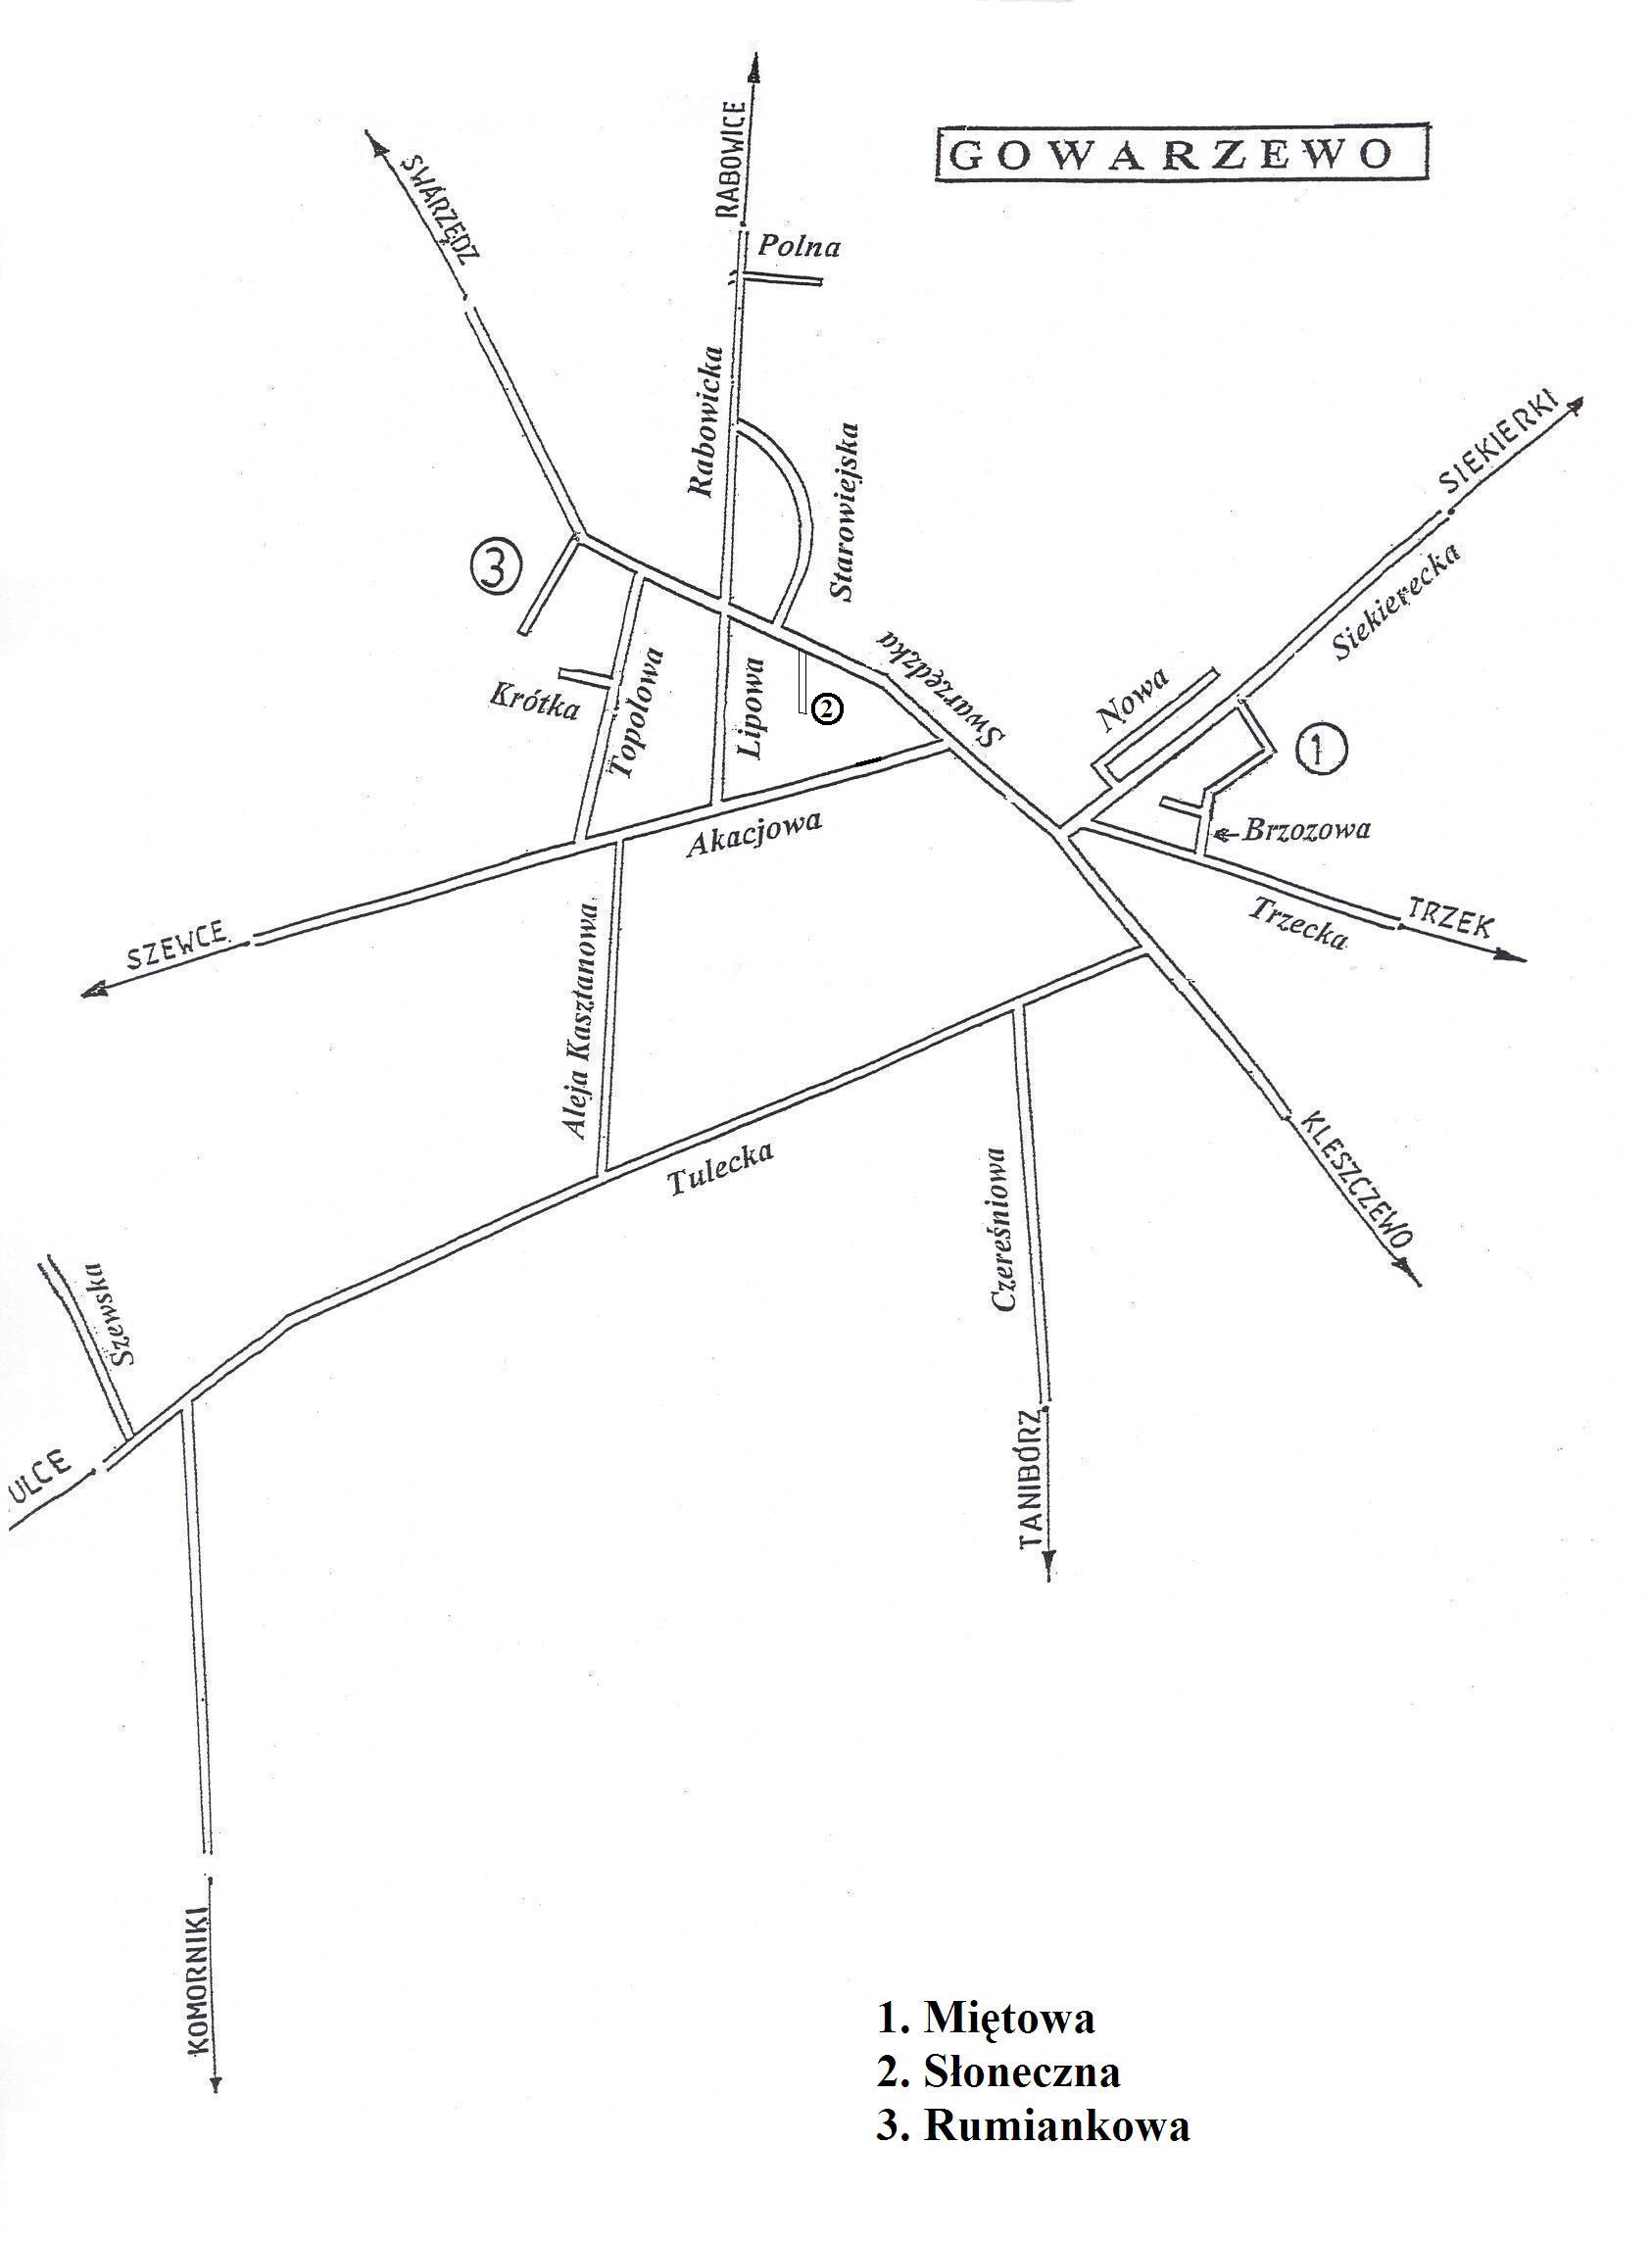 GOWARZEWO
RABOWICE
SWARZĘDZ
Polna
Rabowicka
Starowiejska
SIEKIERKI
Siekierecka
3
Swarzędzka
Krótka
Topolowa
Lipowa
2
Nowa
1
Brzozowa
Akacjowa
Trzecka
TRZEK
SZEWCE
Aleja Kasztanowa
Tulecka
KLESZCZEWO
Czereśniowa
Szewska
ULCE
TANIBÓRZ
KOMORNIKI
1. Miętowa
2. Słoneczna
3. Rumiankowa